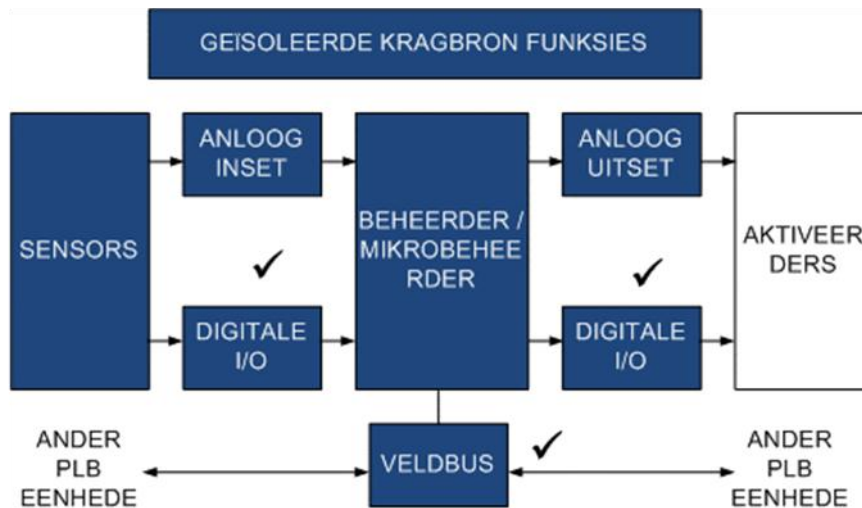 GEÏSOLEERDE KRAGBRON FUNKSIES
SENSORS
ANLOOG
INSET
DIGITALE
I/O
BEHEERDER /
MIKROBEHEE
RDER
ANLOOG
UITSET
DIGITALE
I/O
AKTIVEER
DERS
ANDER
PLB
EENHEDE
VELDBUS
ANDER
PLB
EENHEDE